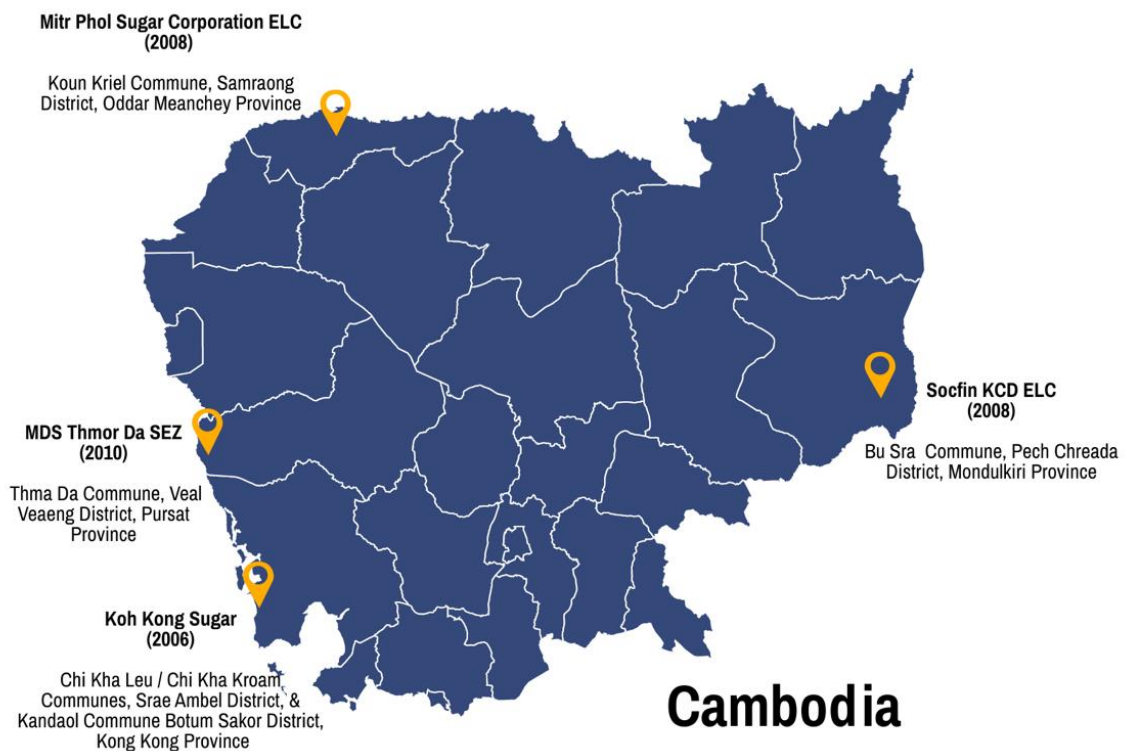 Mitr Phol Sugar Corporation ELC
(2008)
Koun Kriel Commune, Samraong
District, Oddar Meanchey Province
Socfin KCD ELC
(2008)
Bu Sra Commune, Pech Chreada
District, Mondulkiri Province
MDS Thmor Da SEZ
(2010)
Thma Da Commune, Veal
Veaeng District, Pursat
Province
Koh Kong Sugar
(2006)
Chi Kha Leu / Chi Kha Kroam
Communes, Srae Ambel District, &
Kandaol Commune Botum Sakor District,
Kong Kong Province
Cambodia